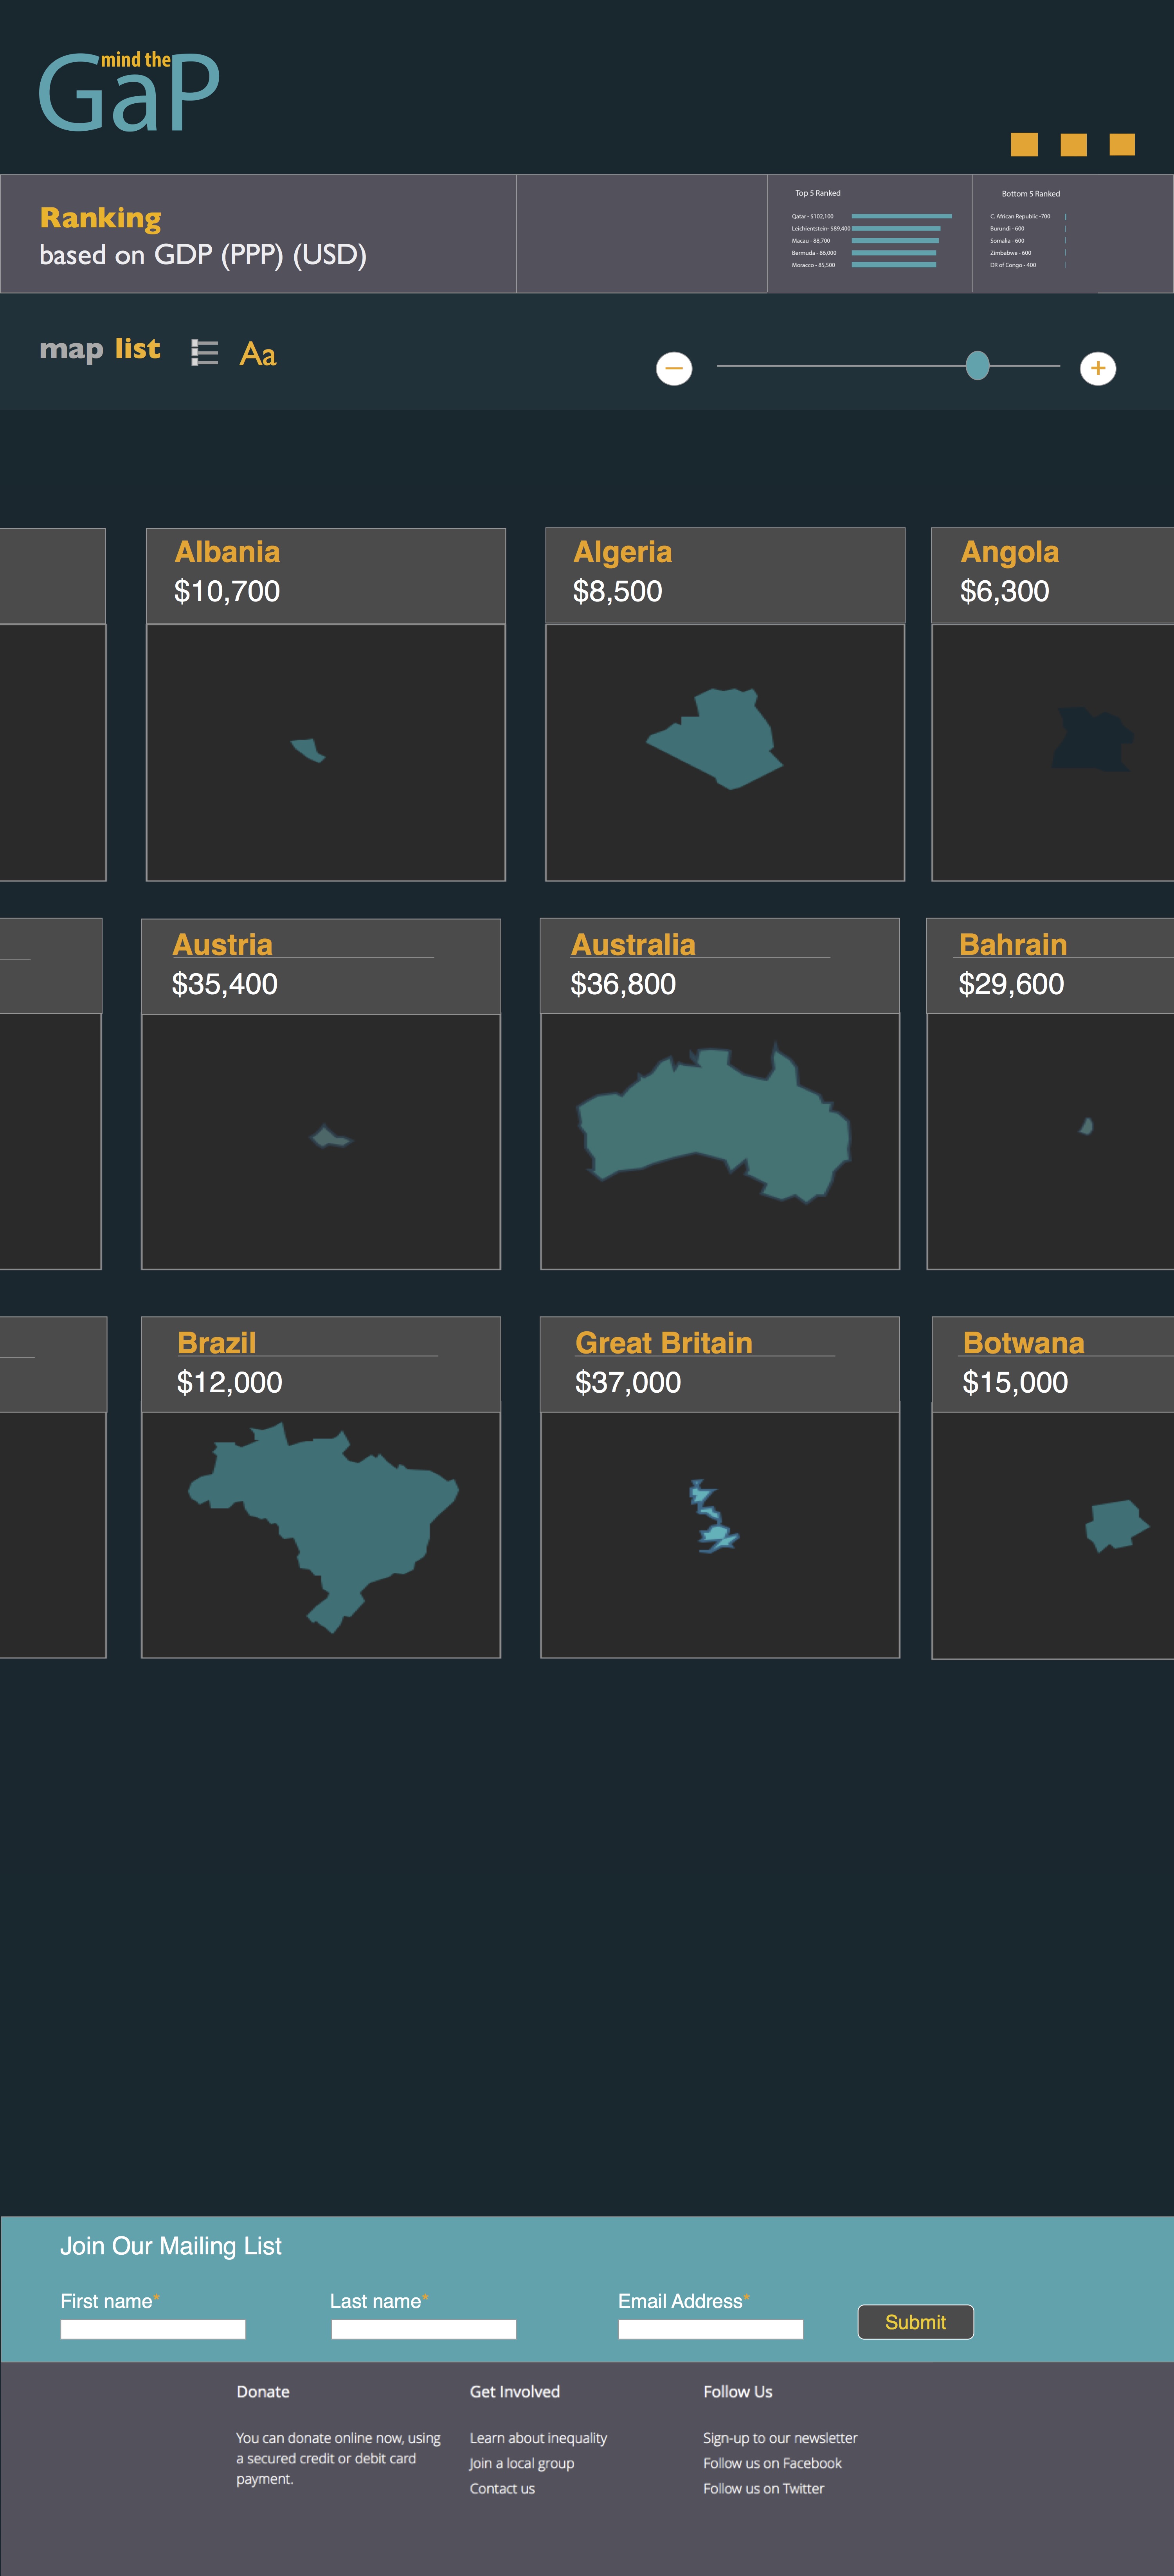 mind the
GaP
Ranking
based on GDP (PPP) (USD)
Top 5 Ranked
Qatar - $102,100
Leichientstein- $89,400
Macau - 88,700
Bermuda - 86,000
Moracco - 85,500
Bottom 5 Ranked
C. African Republic -700
Burundi - 600
Somalia - 600
Zimbabwe - 600
DR of Congo - 400
map list Aa
Albania
$10,700
Algeria
$8,500
Angola
$6,300
Austria
$35,400
Australia
$36,800
Bahrain
$29,600
Brazil
$12,000
Great Britain
$37,000
Botwana
$15,000
Join Our Mailing List
First name*
Last name*
Email Address*
Submit
Donate
You can donate online now, using
a secured credit or debit card
payment.
Get Involved
Learn about inequality
Join a local group
Contact us
Follow Us
Sign-up to our newsletter
Follow us on Facebook
Follow us on Twitter